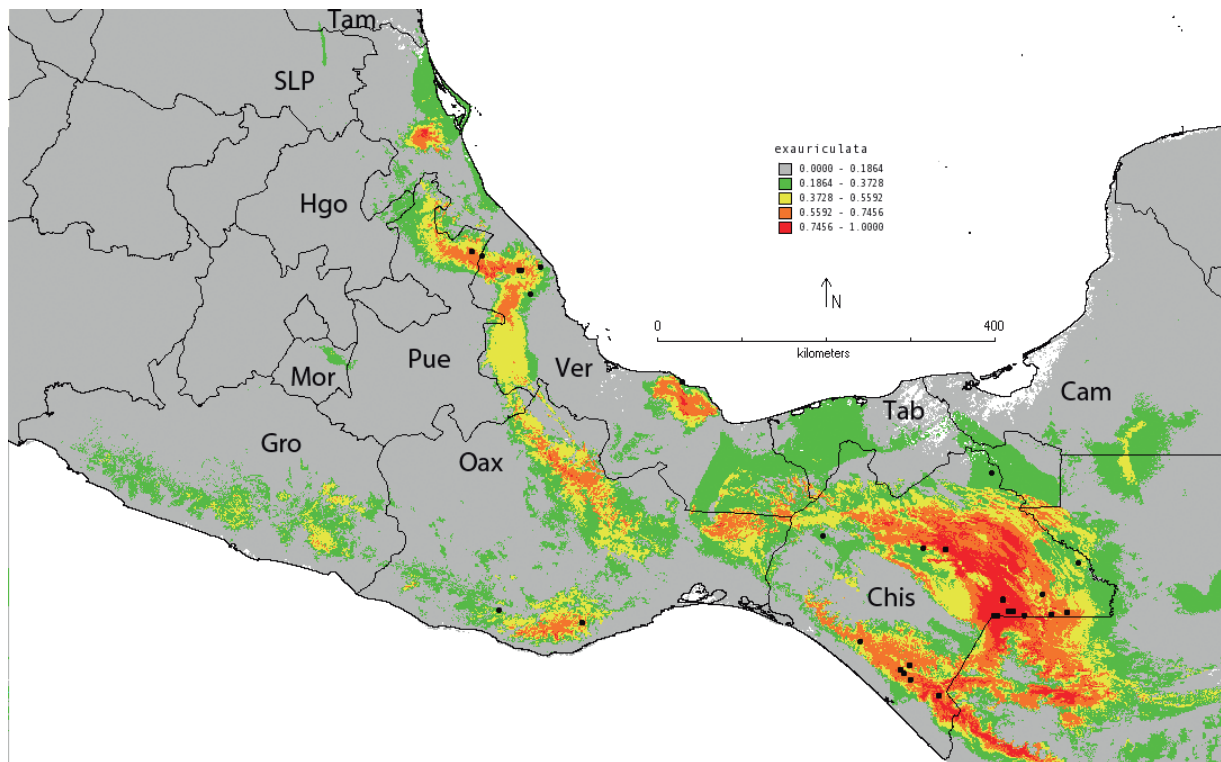 Tam
SLP
exauriculata
0.0000 - 0.1864
0.1864 - 0.3728
0.3728 - 0.5592
0.5592 - 0.7456
0.7456 - 1.0000
Hgo
N
0 400
kilometers
Pue
Ver
Mor
Cam
Tab
Gro
Oax
Chis